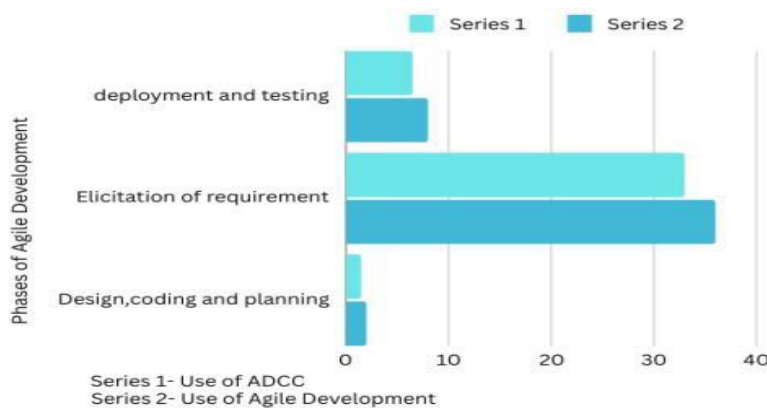 Series 1 Series 2
Phases of Agile Development
deployment and testing
Elicitation of requirement
Design,coding and planning
0 10 20 30 40
Series 1- Use of ADCC
Series 2- Use of Agile Development